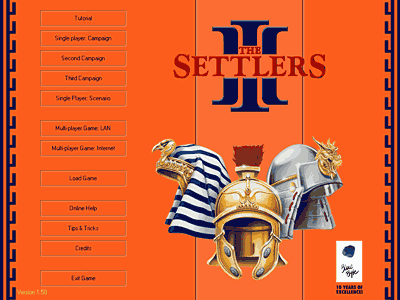 Tutorial
Single player: Campaign
Second Campaign
Third Campaign
Single Player: Scenario
Multi-player Game: LAN
Multi-player Game: Internet
Load Game
Online Help
Tips & Tricks
Credits
Exit Game
Version 1.50
THE
SETTLERS
III
Blue Byte
10 YEARS OF
EXCELLENCE!